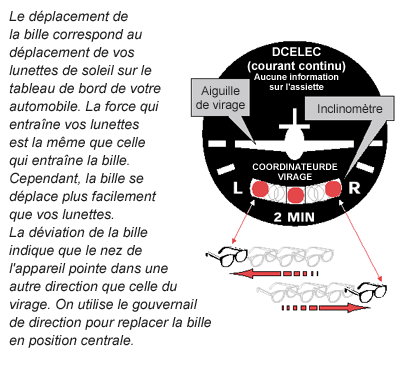 Le déplacement de
la bille correspond au
déplacement de vos
lunettes de soleil sur le
tableau de bord de votre
automobile. La force qui
entraîne vos lunettes
est la même que celle
qui entraîne la bille.
Cependant, la bille se
déplace plus facilement
que vos lunettes.
La déviation de la bille
indique que le nez de
l'appareil pointe dans une
autre direction que celle du
virage. On utilise le gouvernail
de direction pour replacer la bille
en position centrale.
DCELEC
(courant continu)
Aucune information
sur l'assiette
Aiguille
de virage
Inclinomètre
COORDINATEURDE
VIRAGE
L R
2 MIN